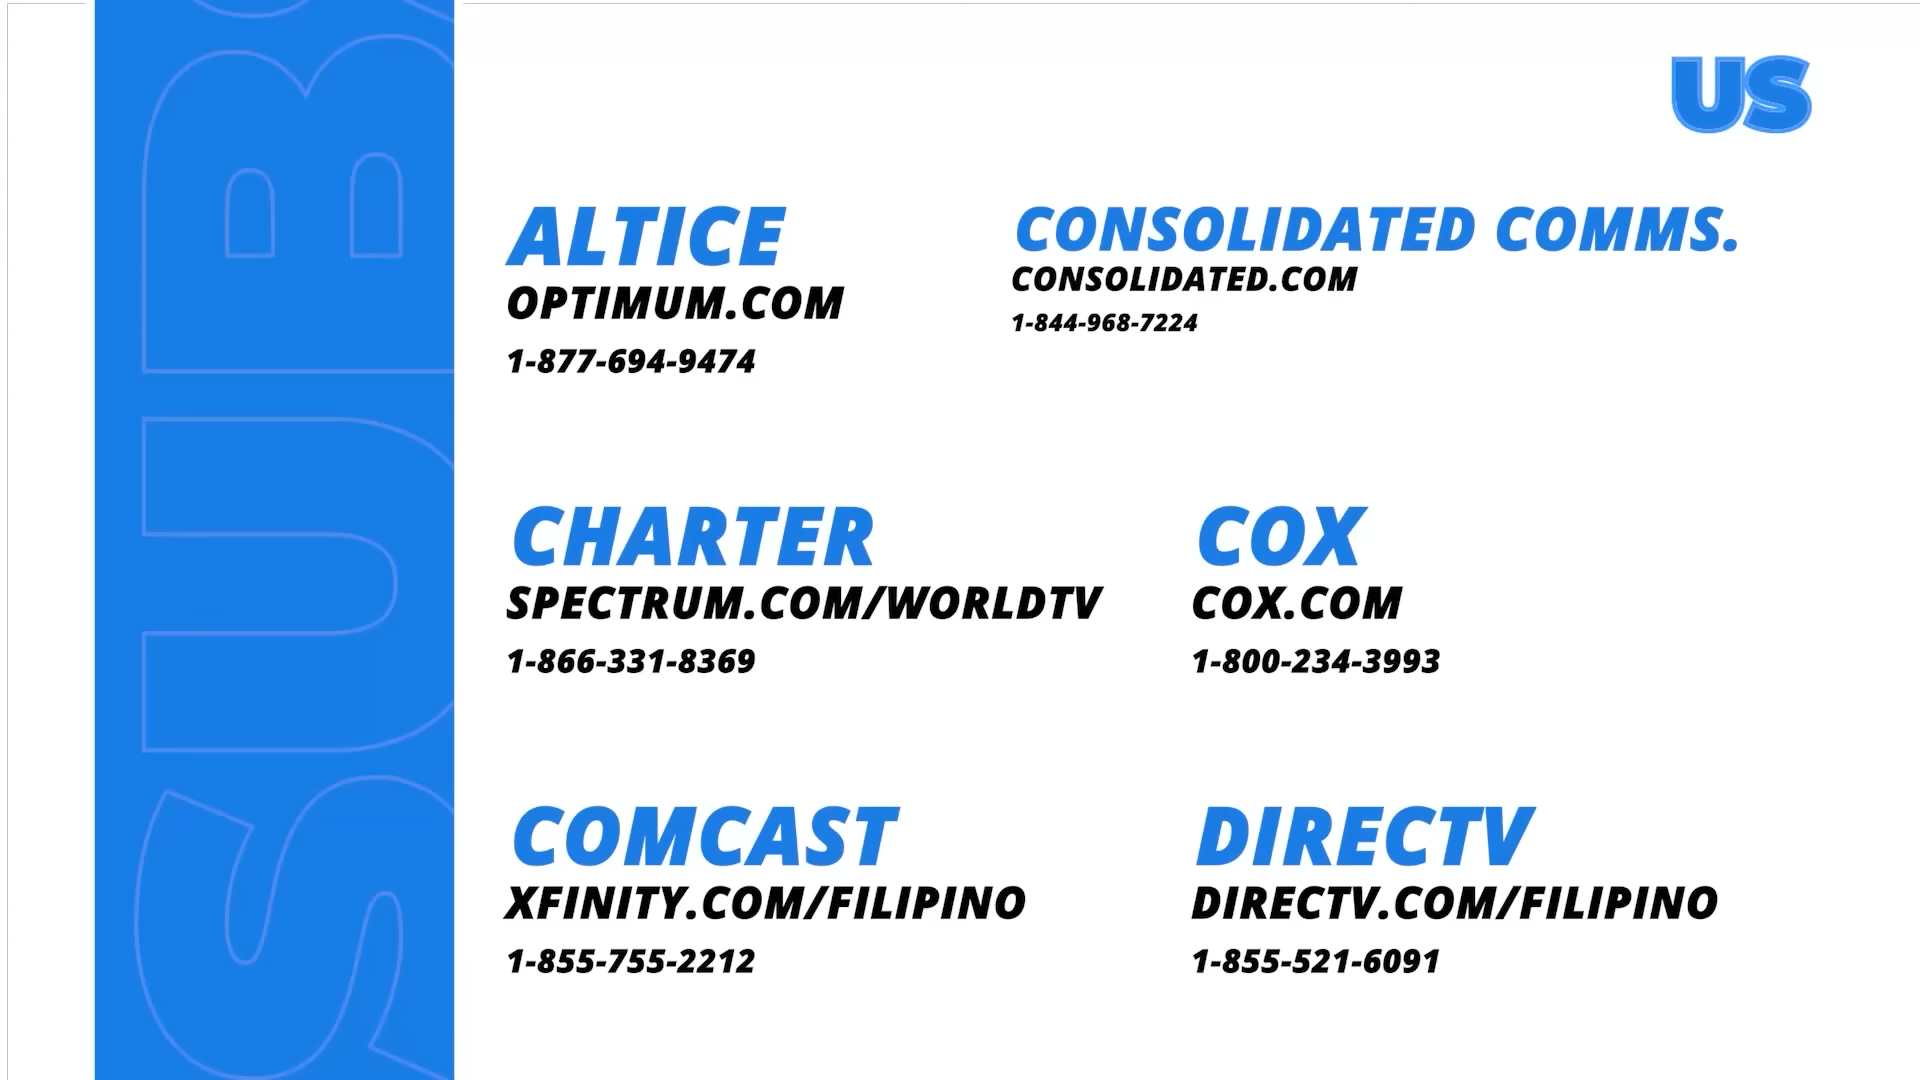 US
ALTICE
OPTIMUM.COM
1-877-694-9474
CONSOLIDATED COMMS.
CONSOLIDATED.COM
1-844-968-7224
CHARTER
SPECTRUM.COM/WORLDTV
1-866-331-8369
COX
COX.COM
1-800-234-3993
COMCAST
XFINITY.COM/FILIPINO
1-855-755-2212
DIRECTV
DIRECTV.COM/FILIPINO
1-855-521-6091
SUB